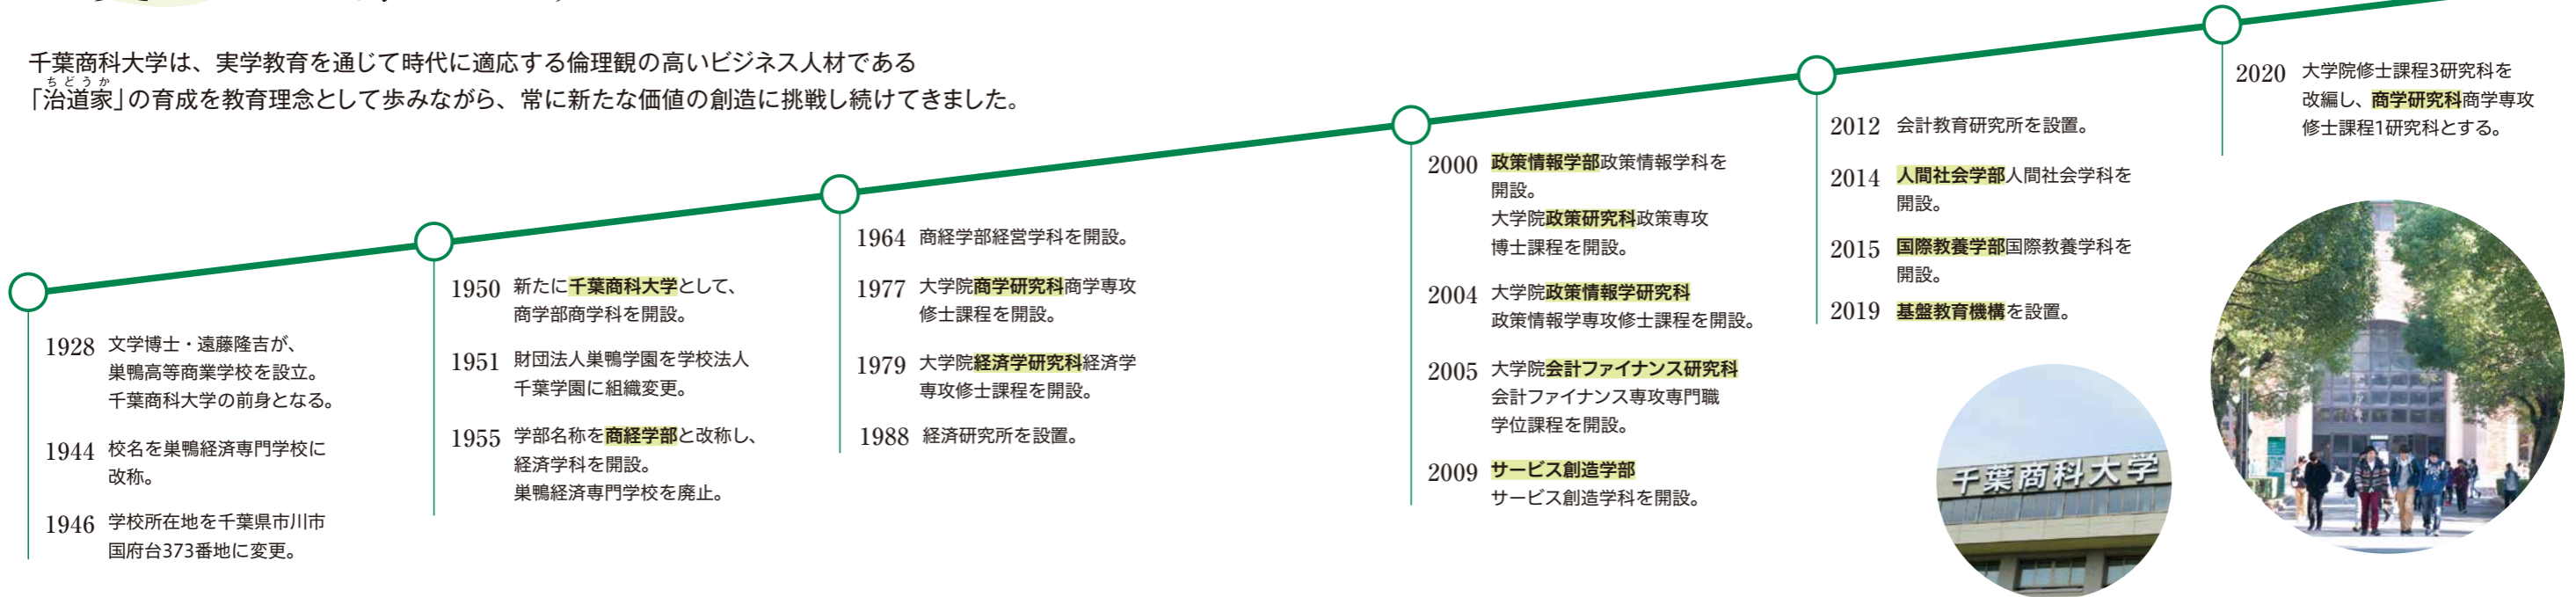 千葉商科大学は、実学教育を通じて時代に適応する倫理観の高いビジネス人材である
ちどうか
「治道家」の育成を教育理念として歩みながら、常に新たな価値の創造に挑戦し続けてきました。
1928 文学博士・遠藤隆吉が、
巣鴨高等商業学校を設立。
千葉商科大学の前身となる。
1944 校名を巣鴨経済専門学校に
改称。
1946 学校所在地を千葉県市川市
国府台373番地に変更。
1950 新たに千葉商科大学として、
商学部商学科を開設。
1951 財団法人巣鴨学園を学校法人
千葉学園に組織変更。
1955 学部名称を商経学部と改称し、
経済学科を開設。
巣鴨経済専門学校を廃止。
1964 商経学部経営学科を開設。
1977 大学院商学研究科商学専攻
修士課程を開設。
1979 大学院経済学研究科経済学
専攻修士課程を開設。
1988 経済研究所を設置。
2000 政策情報学部政策情報学科を
開設。
大学院政策研究科政策専攻
博士課程を開設。
2004 大学院政策情報学研究科
政策情報学専攻修士課程を開設。
2005 大学院会計ファイナンス研究科
会計ファイナンス専攻専門職
学位課程を開設。
2009 サービス創造学部
サービス創造学科を開設。
2012 会計教育研究所を設置。
2014 人間社会学部人間社会学科を
開設。
2015 国際教養学部国際教養学科を
開設。
2019 基盤教育機構を設置。
2020 大学院修士課程3研究科を
改編し、商学研究科商学専攻
修士課程1研究科とする。
千葉商科大学